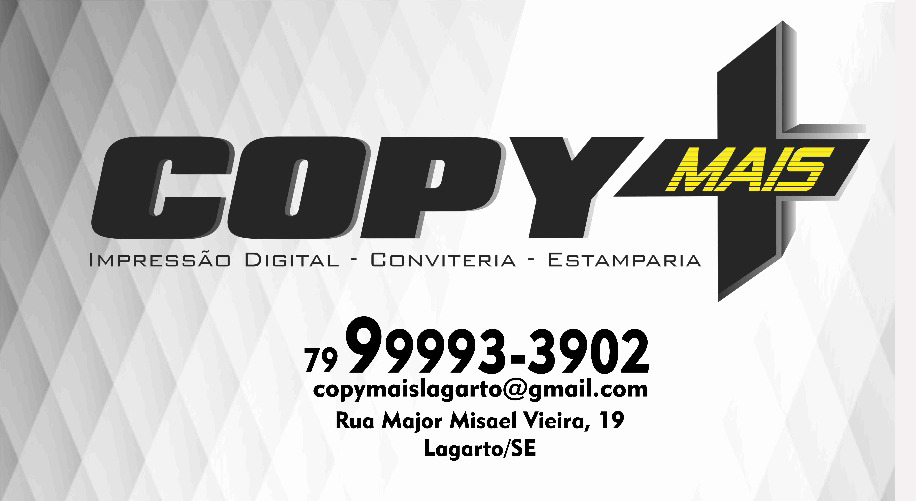 COPY MAIS
IMPRESSÃO DIGITAL - CONVITERIA - ESTAMPARIA
79 99993-3902
copymaislagarto@gmail.com
Rua Major Misael Vieira, 19
Lagarto/SE